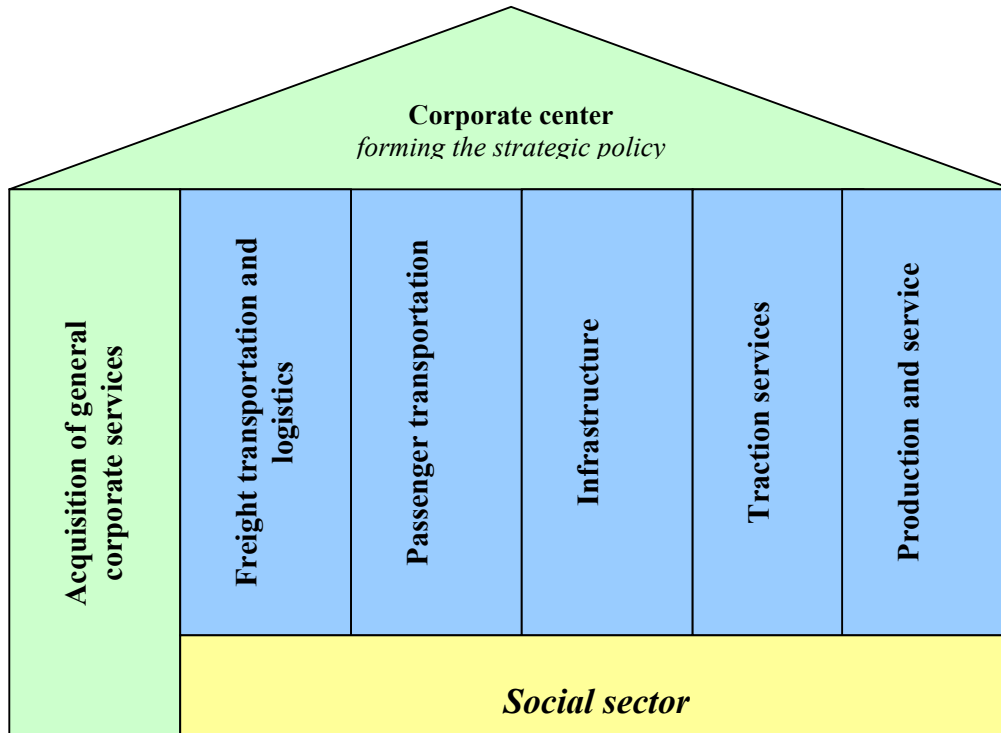 Corporate center
forming the strategic policy
Acquisition of general
corporate services
Freight transportation and
logistics
Passenger transportation
Infrastructure
Traction services
Production and service
Social sector